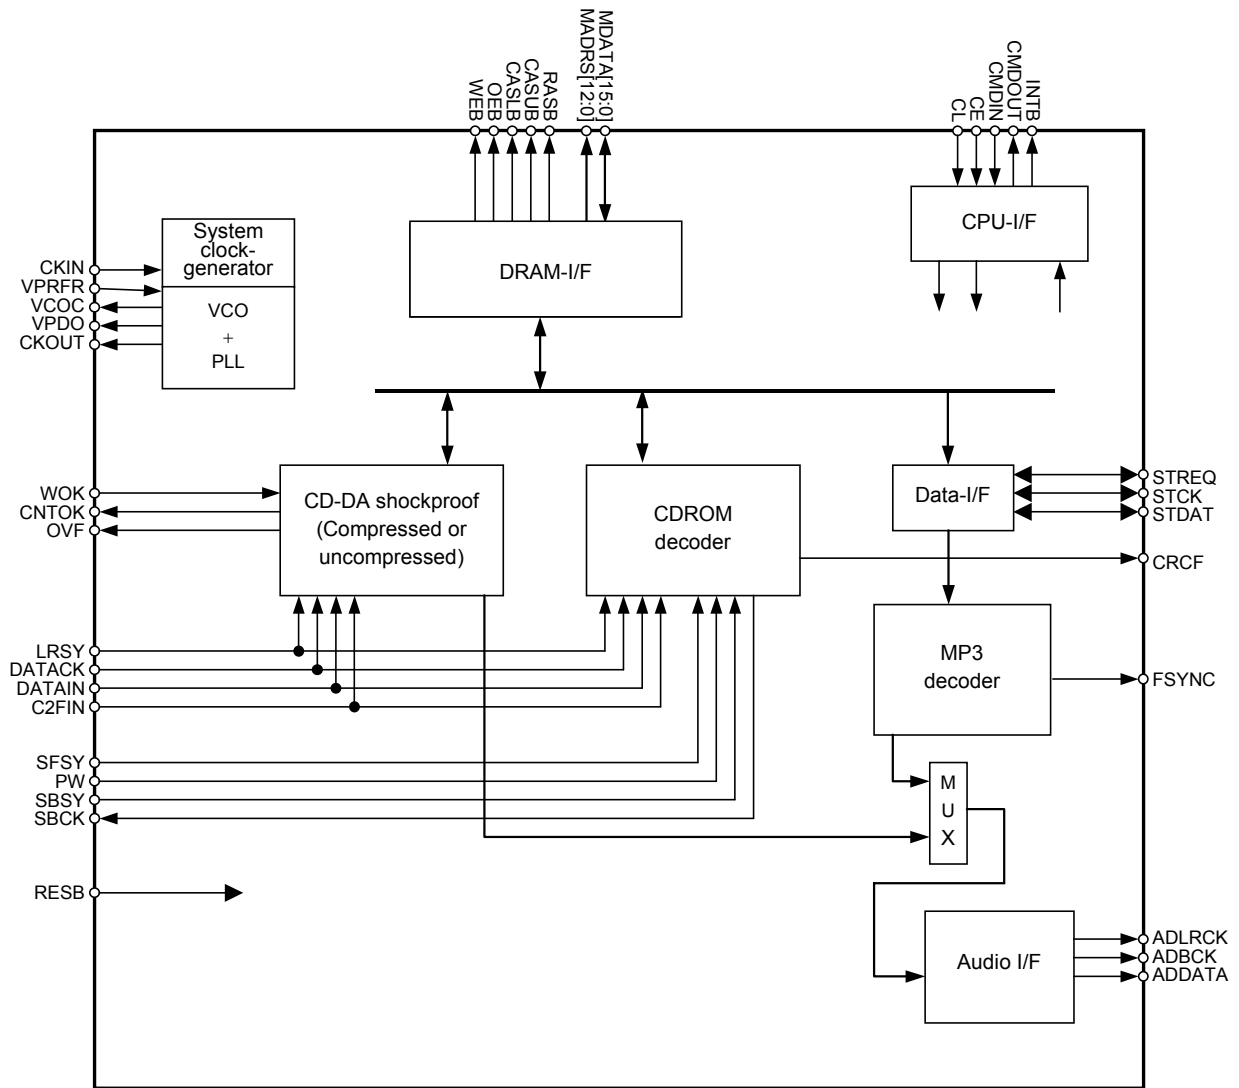 WEB
OEB
CASLB
CASUB
RASB
MADRS[12:0]
MDATA[15:0]
CL
CE
CMDIN
CMDOUT
INTB
System
clock-
generator
VCO
+
PLL
DRAM-I/F
CPU-I/F
CKIN
VPRFR
VCOC
VPDO
CKOUT
WOK
CNTOK
OVF
CD-DA shockproof
(Compressed or
uncompressed)
CDROM
decoder
Data-I/F
STREQ
STCK
STDAT
CRCF
LRSY
DATACK
DATAIN
C2FIN
MP3
decoder
FSYNC
SFSY
PW
SBSY
SBCK
M
U
X
RESB
Audio I/F
ADLRCK
ADBCK
ADDATA